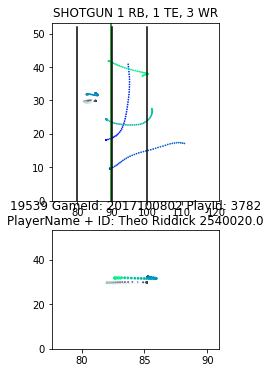 SHOTGUN 1 RB, 1 TE, 3 WR
50
40
30
20
10
0
80 90 100 110 120
19539 GameId: 2017100802 PlayId: 3782
PlayerName + ID: Theo Riddick 2540020.0
40
20
0
80 85 90